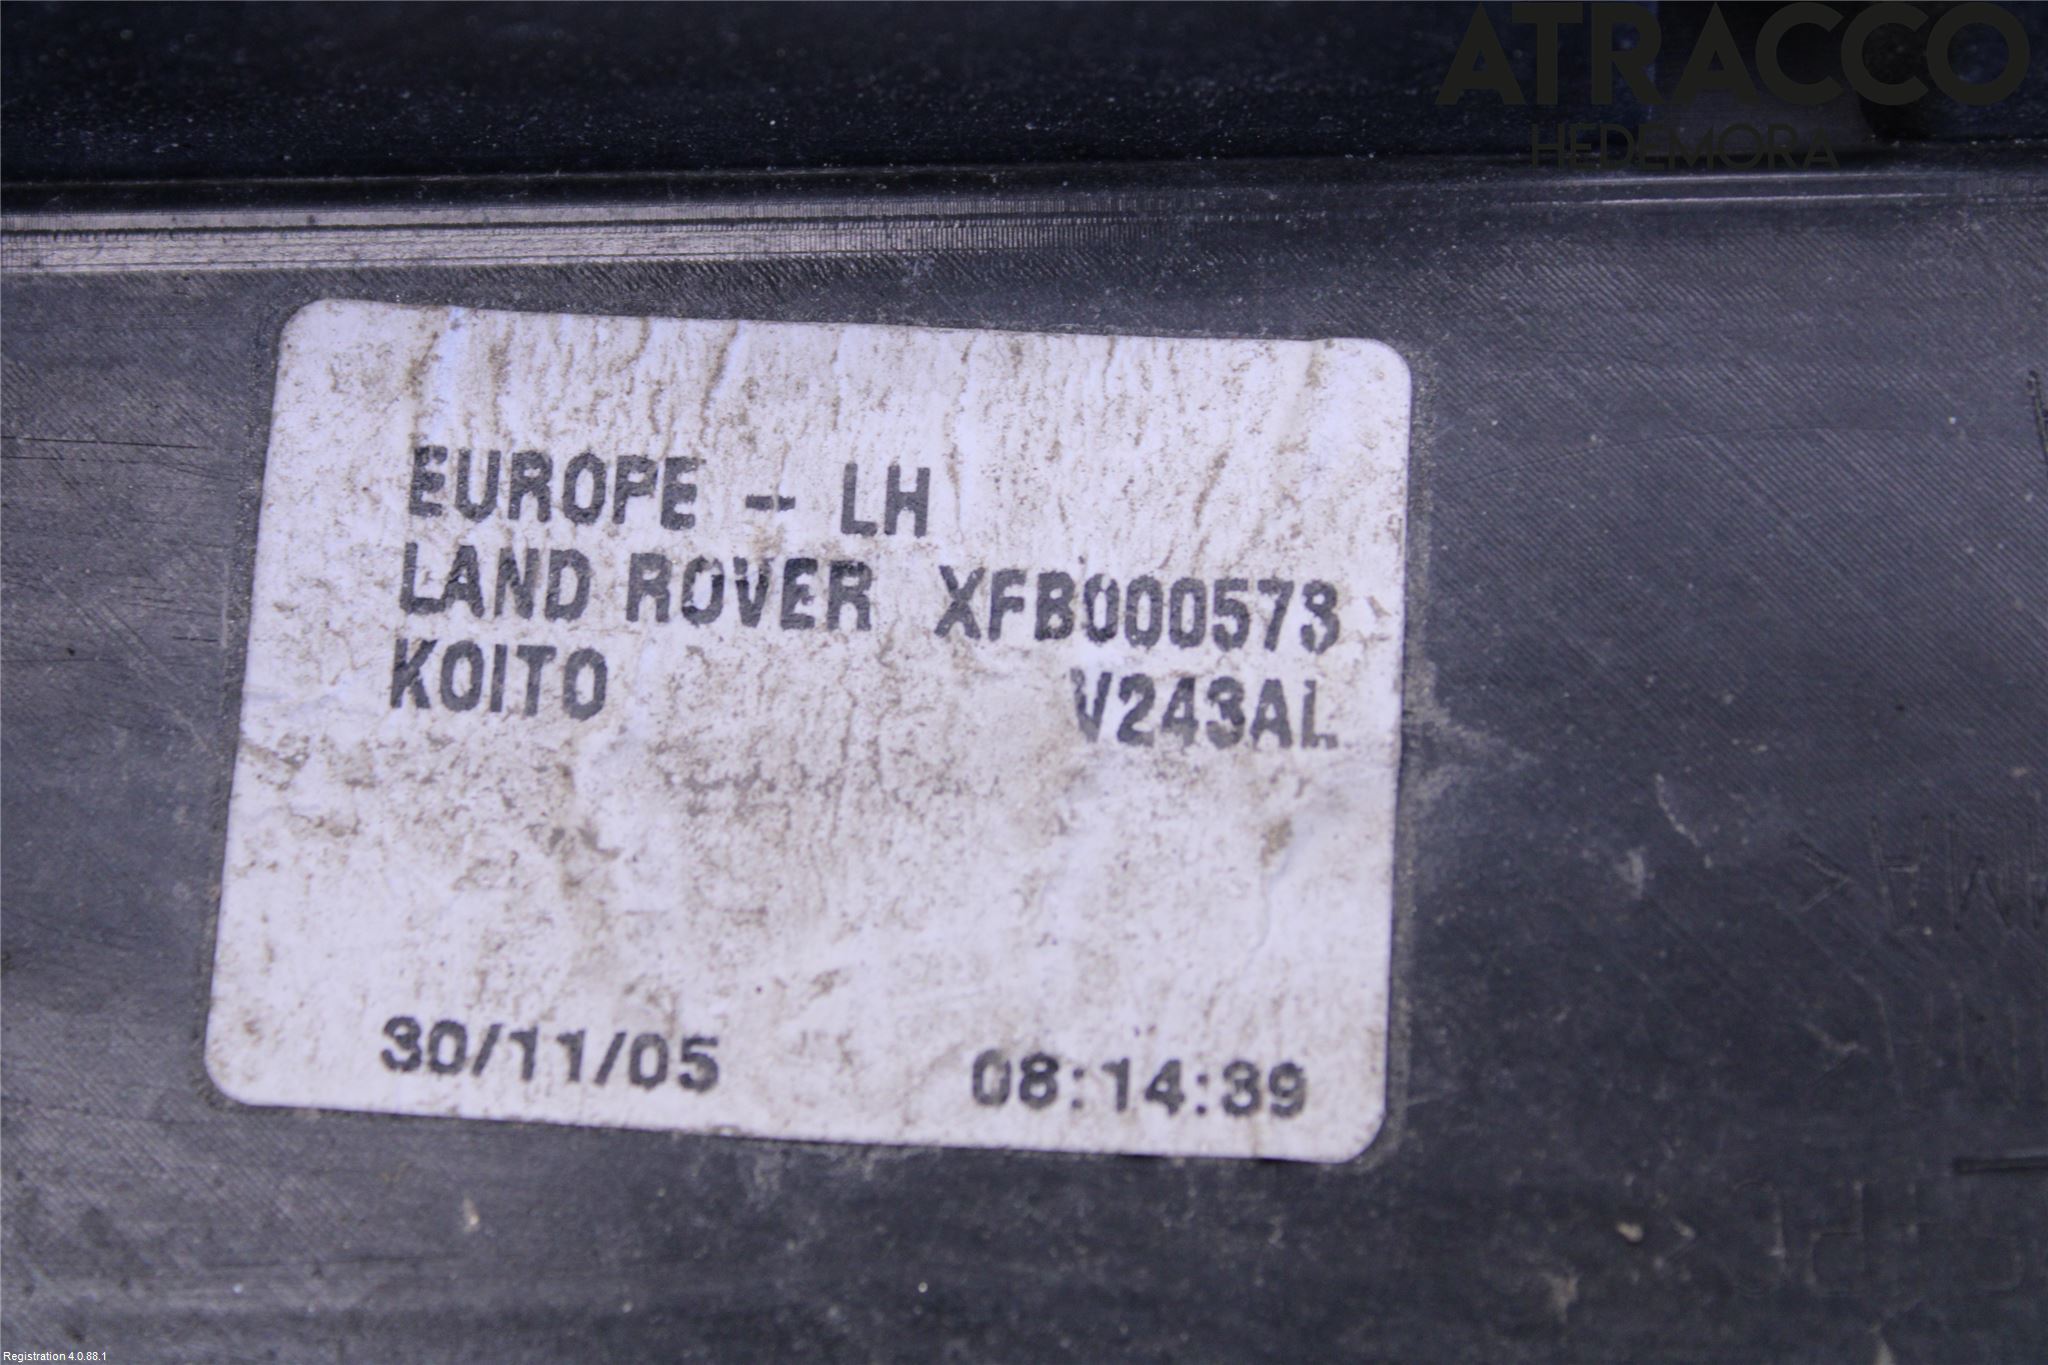 ATRACCO
HEDEMORA
EUROPE - LH
LAND ROVER XFB000573
KOITO V243AL
30/11/05 08:14:39
Registration 4.0.88.1